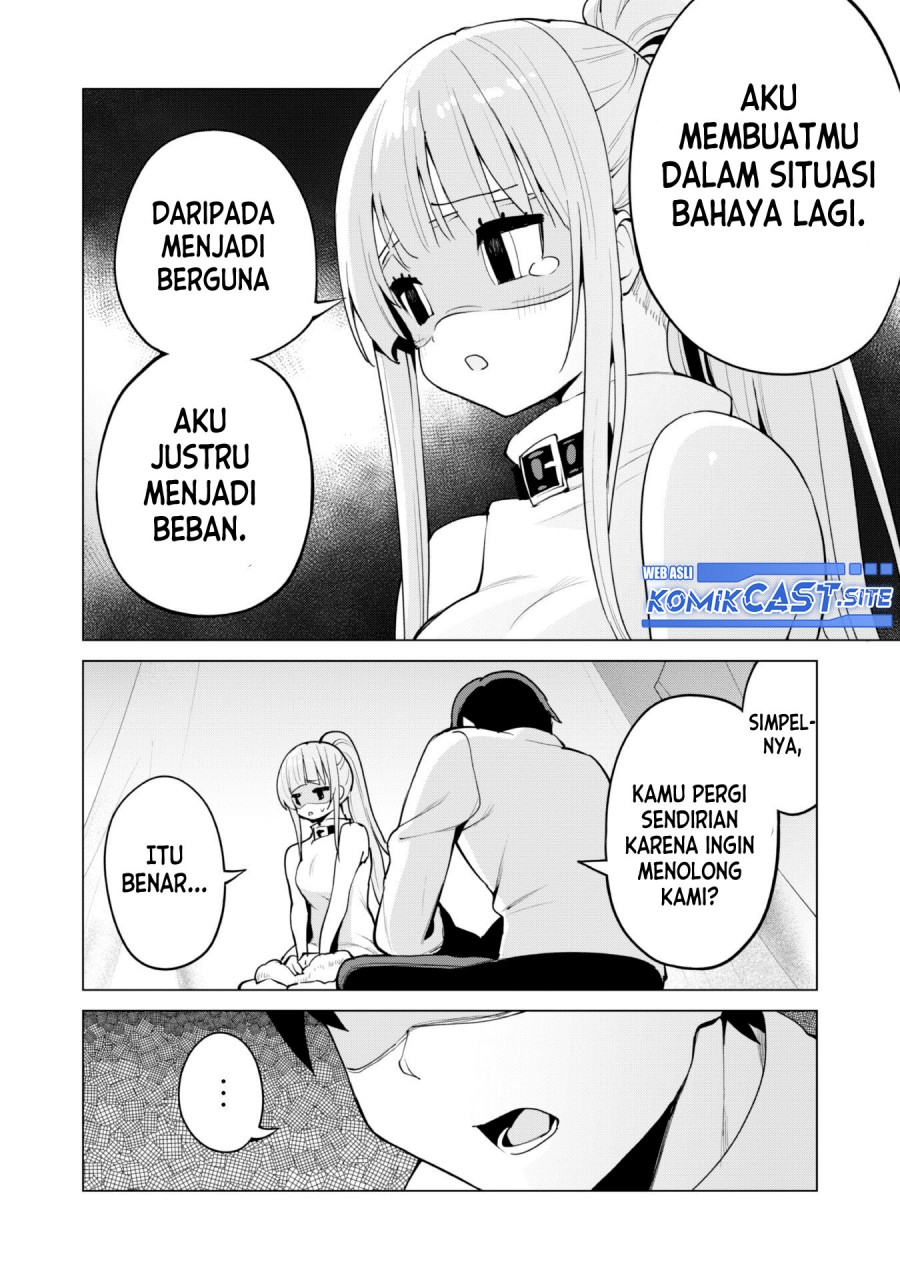 AKU
MEMBUATMU
DALAM SITUASI
BAHAYA LAGI.
DARIPADA
MENJADI
BERGUNA
AKU
JUSTRU
MENJADI
BEBAN.
WEB ASLI
KOMIKCAST.SITE
SIMPEL-
NYA,
KAMU PERGI
SENDIRIAN
KARENA INGIN
MENOLONG
KAMI?
ITU
BENAR...
...